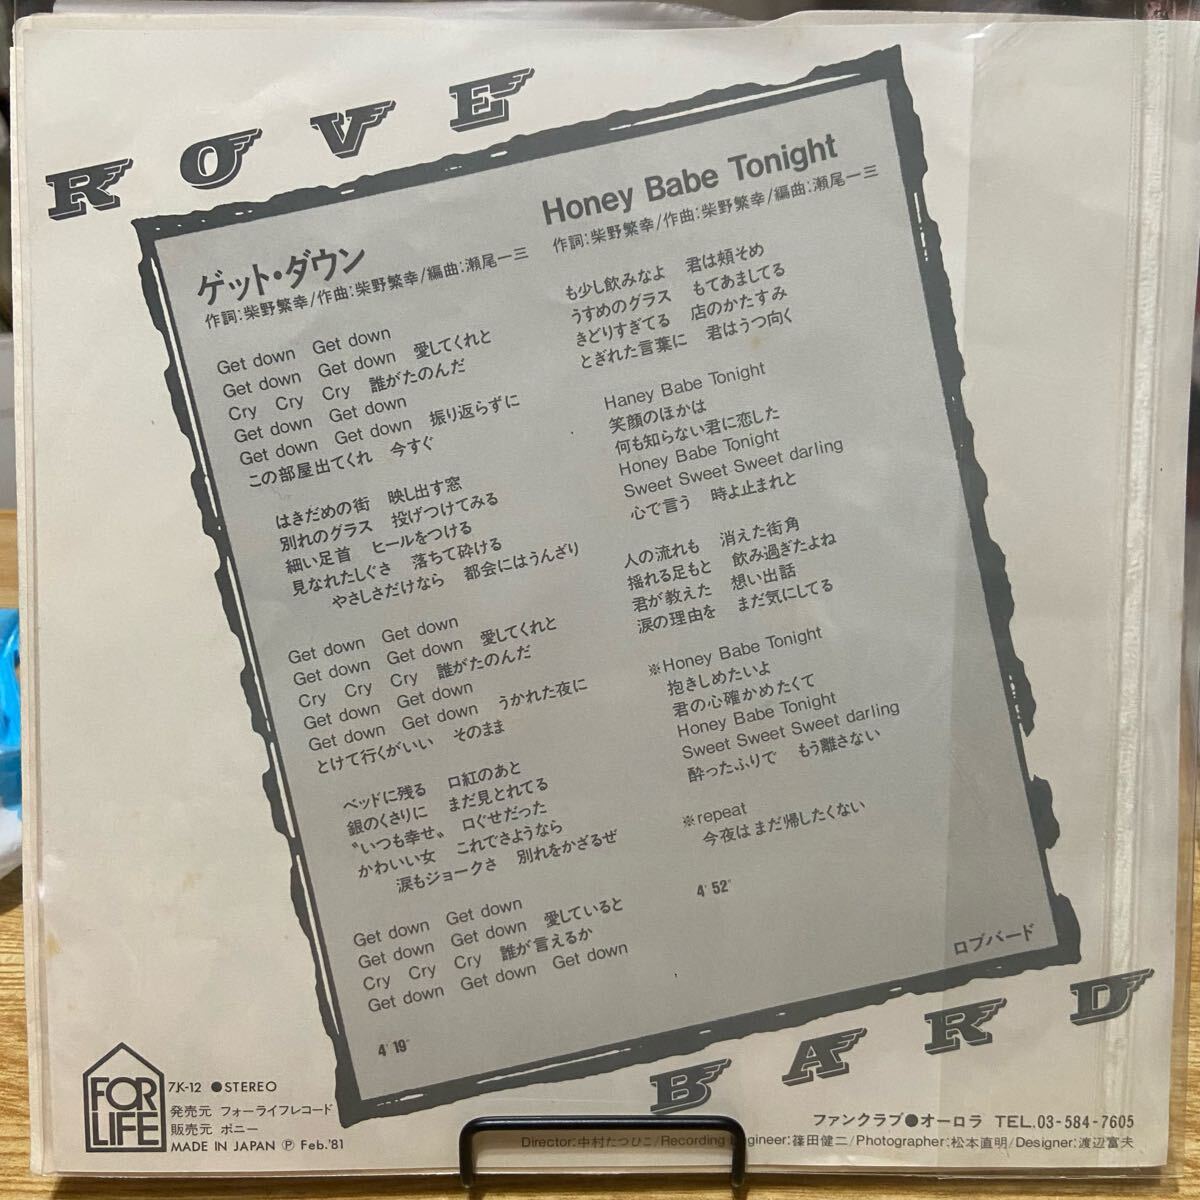 ROVE
ゲット・ダウン
作詞:柴野繁幸/作曲:柴野繁幸/編曲:瀬尾一三
Get down　Get down
Get down　Get down　愛してくれと
Cry　Cry　Cry　誰がたのんだ
Get down　Get down
Get down　Get down　振り返らずに
この部屋出てくれ　今すぐ
はきだめの街　映し出す窓
別れのグラス　投げつけてみる
細い足首　ヒールをつける
見なれたしぐさ　落ちて砕ける
やさしさだけなら　都会にはうんざり
Get down　Get down
Get down　Get down　愛してくれと
Cry　Cry　Cry　誰がたのんだ
Get down　Get down
Get down　Get down　うかれた夜に
とけて行くがいい　そのまま
ベッドに残る　口紅のあと
銀のくさりに　まだ見とれてる
〝いつも幸せ〟　口ぐせだった
かわいい女　これでさようなら
涙もジョークさ　別れをかざるぜ
Get down　Get down
Get down　Get down　愛していると
Cry　Cry　Cry　誰が言えるか
Get down　Get down　Get down
4′19″
Honey Babe Tonight
作詞:柴野繁幸/作曲:柴野繁幸/編曲:瀬尾一三
も少し飲みなよ　君は頬そめ
うすめのグラス　もてあましてる
きどりすぎてる　店のかたすみ
とぎれた言葉に　君はうつ向く
Haney Babe Tonight
笑顔のほかは
何も知らない君に恋した
Honey Babe Tonight
Sweet Sweet Sweet darling
心で言う　時よ止まれと
人の流れも　消えた街角
揺れる足もと　飲み過ぎたよね
君が教えた　想い出話
涙の理由を　まだ気にしてる
※Honey Babe Tonight
抱きしめたいよ
君の心確かめたくて
Honey Babe Tonight
Sweet Sweet Sweet darling
酔ったふりで　もう離さない
※repeat
今夜はまだ帰したくない
4′52″
ロブバード
BARD
FOR
LIFE
7K-12 ●STEREO
発売元 フォーライフレコード
販売元 ポニー
MADE IN JAPAN Ⓟ Feb.'81
ファンクラブ●オーロラ TEL.03-584-7605
Director:中村たつひこ/Recording Engineer:篠田健二/Photographer:松本直明/Designer:渡辺富夫